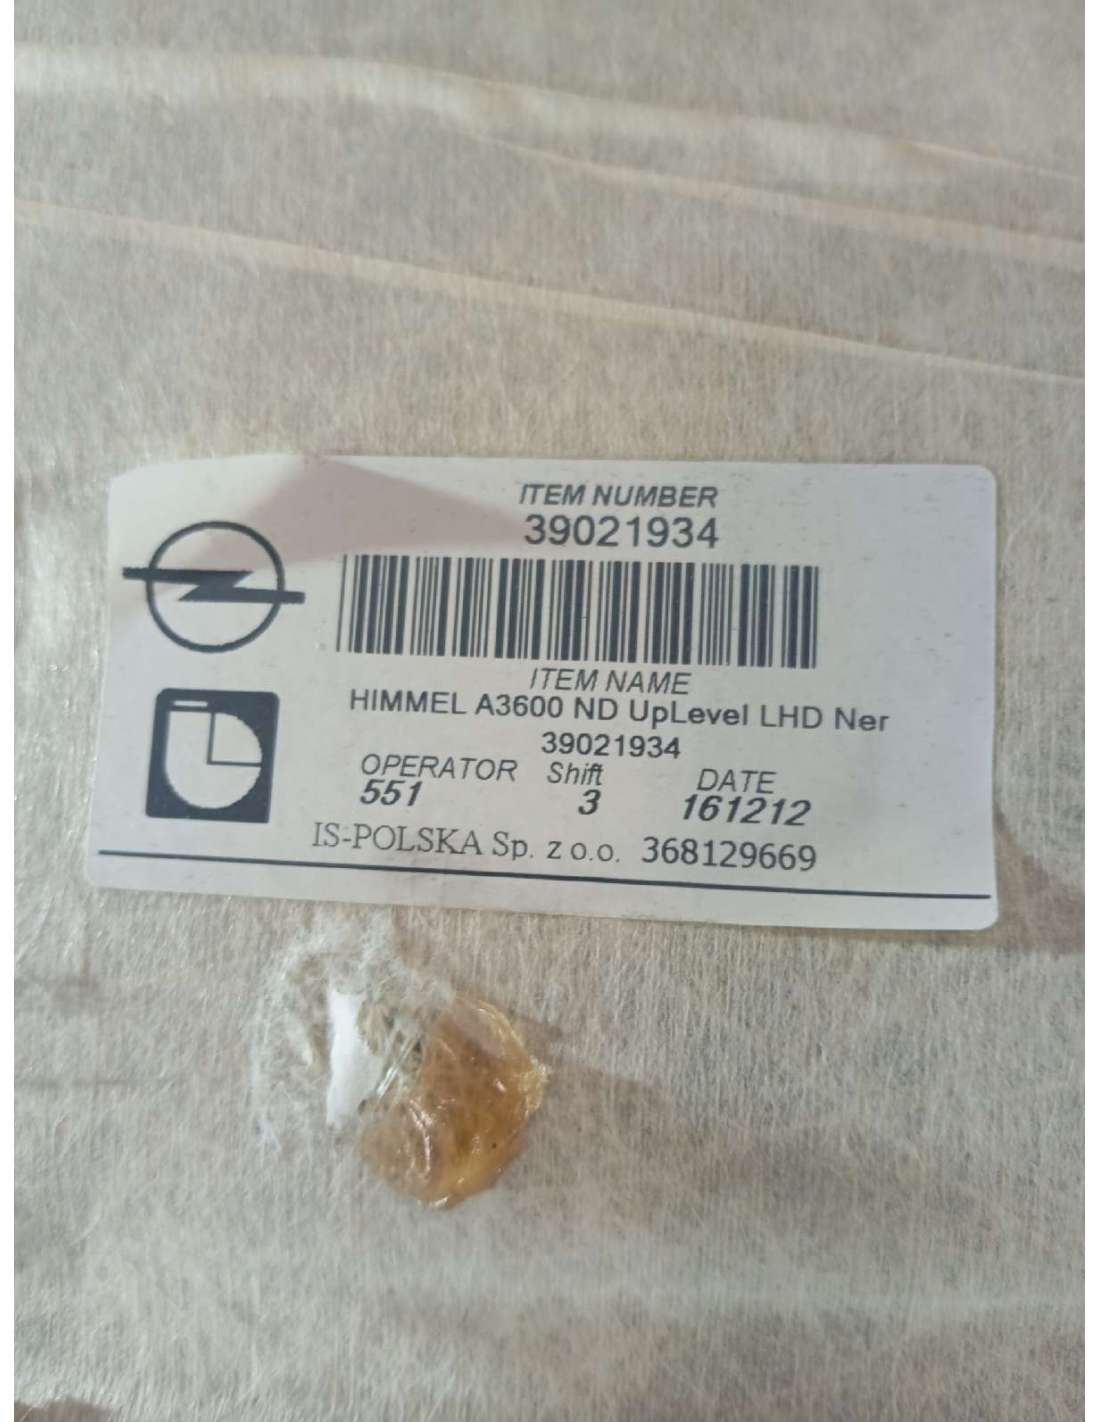 ITEM NUMBER
39021934
ITEM NAME
HIMMEL A3600 ND UpLevel LHD Ner
39021934
OPERATOR Shift DATE
551 3 161212
IS-POLSKA Sp. z o.o. 368129669